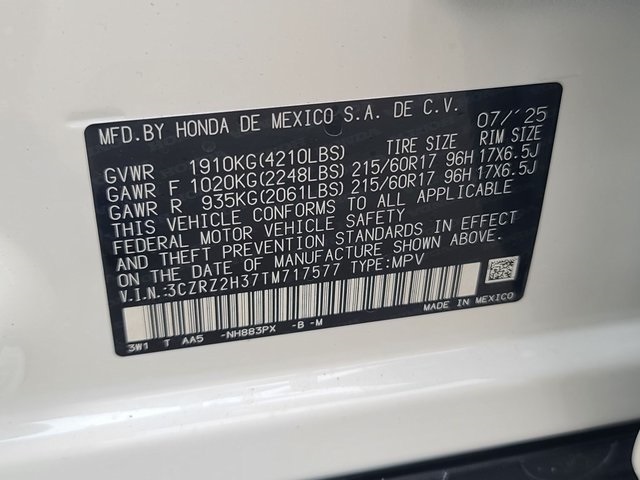 MFD.BY HONDA DE MEXICO S.A. DE C.V. 07/'25
TIRE SIZE RIM SIZE
GVWR 1910KG(4210LBS)
GAWR F 1020KG(2248LBS) 215/60R17 96H 17X6.5J
GAWR R 935KG(2061LBS) 215/60R17 96H 17X6.5J
THIS VEHICLE CONFORMS TO ALL APPLICABLE
FEDERAL MOTOR VEHICLE SAFETY
AND THEFT PREVENTION STANDARDS IN EFFECT
ON THE DATE OF MANUFACTURE SHOWN ABOVE.
V.I.N.:3CZRZ2H37TM717577 TYPE:MPV
MADE IN MEXICO
3W1 T AA5 -NH883PX -B -M